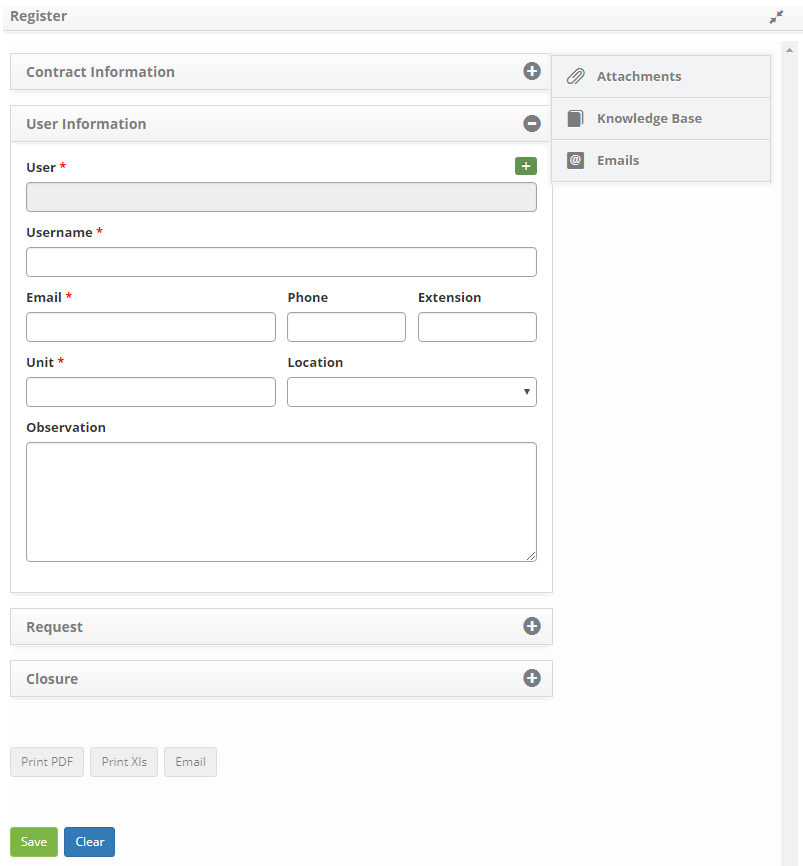 Register
Contract Information
Attachments
User Information
Knowledge Base
Emails
User *
Username *
Email * Phone Extension
Unit * Location
Observation
Request
Closure
Print PDF Print Xls Email
Save Clear